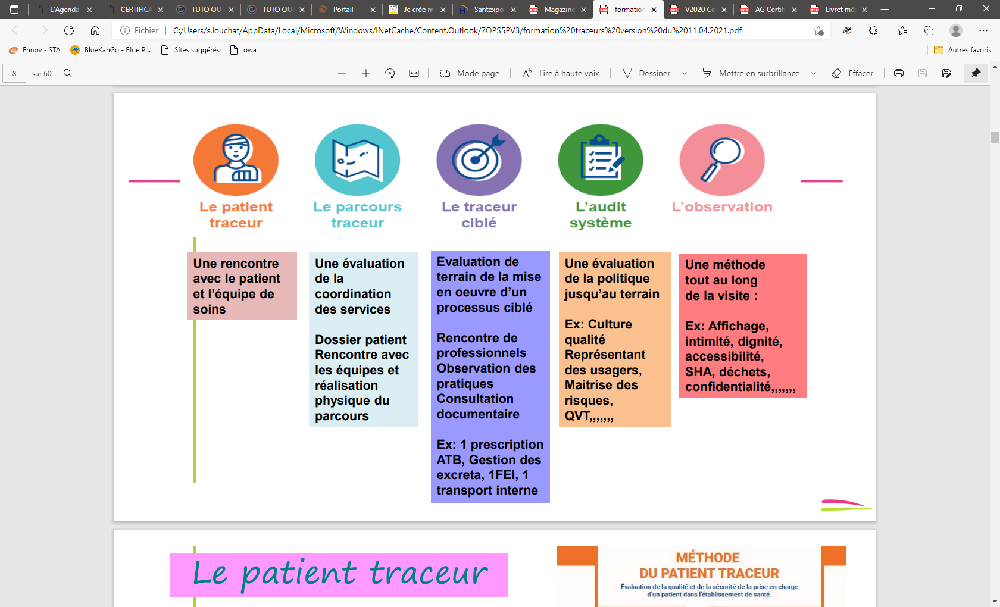 L'Agenda
CERTIFICA
TUTO OUT
TUTO OUT
Portail
Je crée m
Santexpo
Magazine
formation
V2020 Co
AG Certifi
Livret mé
Fichier
C:/Users/s.louchat/AppData/Local/Microsoft/Windows/INetCache/Content.Outlook/7OPS5PV3/formation%20traceurs%20version%20du%2011.04.2021.pdf
Ennov - STA
BlueKanGo - Blue P...
Sites suggérés
owa
Autres favoris
8
sur 60
Mode page
Lire à haute voix
Dessiner
Mettre en surbrillance
Effacer
Le patient
traceur
Le parcours
traceur
Le traceur
ciblé
L'audit
système
L'observation
Une rencontre
avec le patient
et l'équipe de
soins
Une évaluation
de la
coordination
des services
Dossier patient
Rencontre avec
les équipes et
réalisation
physique du
parcours
Evaluation de
terrain de la mise
en oeuvre d'un
processus ciblé
Rencontre de
professionnels
Observation des
pratiques
Consultation
documentaire
Ex: 1 prescription
ATB, Gestion des
excreta, 1FEI, 1
transport interne
Une évaluation
de la politique
jusqu'au terrain
Ex: Culture
qualité
Représentant
des usagers,
Maitrise des
risques,
QVT,,,,,,,
Une méthode
tout au long
de la visite :
Ex: Affichage,
intimité, dignité,
accessibilité,
SHA, déchets,
confidentialité,,,,,,,
Le patient traceur
MÉTHODE
DU PATIENT TRACEUR
Évaluation de la qualité et de la sécurité de la prise en charge
d'un patient dans l'établissement de santé.